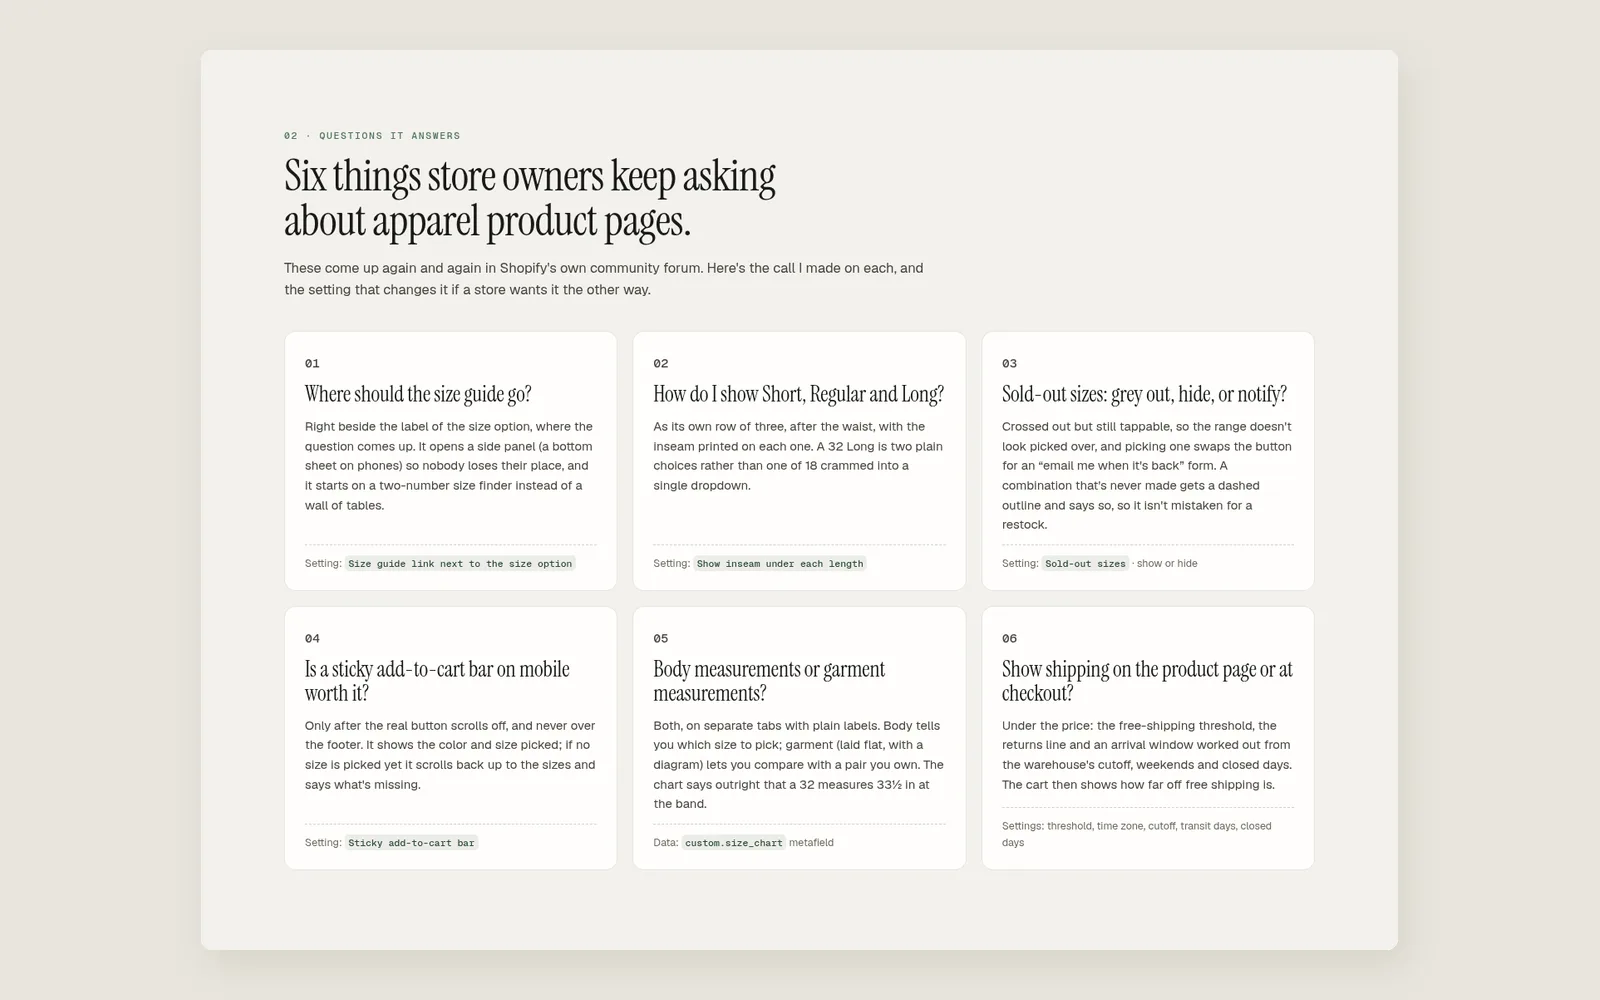 02 · QUESTIONS IT ANSWERS
Six things store owners keep asking
about apparel product pages.
These come up again and again in Shopify's own community forum. Here's the call I made on each, and
the setting that changes it if a store wants it the other way.
01
Where should the size guide go?
Right beside the label of the size option, where the
question comes up. It opens a side panel (a bottom
sheet on phones) so nobody loses their place, and
it starts on a two-number size finder instead of a
wall of tables.
Setting: Size guide link next to the size option
02
How do I show Short, Regular and Long?
As its own row of three, after the waist, with the
inseam printed on each one. A 32 Long is two plain
choices rather than one of 18 crammed into a
single dropdown.
Setting: Show inseam under each length
03
Sold-out sizes: grey out, hide, or notify?
Crossed out but still tappable, so the range doesn't
look picked over, and picking one swaps the button
for an “email me when it's back” form. A
combination that's never made gets a dashed
outline and says so, so it isn't mistaken for a
restock.
Setting: Sold-out sizes · show or hide
04
Is a sticky add-to-cart bar on mobile
worth it?
Only after the real button scrolls off, and never over
the footer. It shows the color and size picked; if no
size is picked yet it scrolls back up to the sizes and
says what's missing.
Setting: Sticky add-to-cart bar
05
Body measurements or garment
measurements?
Both, on separate tabs with plain labels. Body tells
you which size to pick; garment (laid flat, with a
diagram) lets you compare with a pair you own. The
chart says outright that a 32 measures 33½ in at
the band.
Data: custom.size_chart metafield
06
Show shipping on the product page or at
checkout?
Under the price: the free-shipping threshold, the
returns line and an arrival window worked out from
the warehouse's cutoff, weekends and closed days.
The cart then shows how far off free shipping is.
Settings: threshold, time zone, cutoff, transit days, closed
days